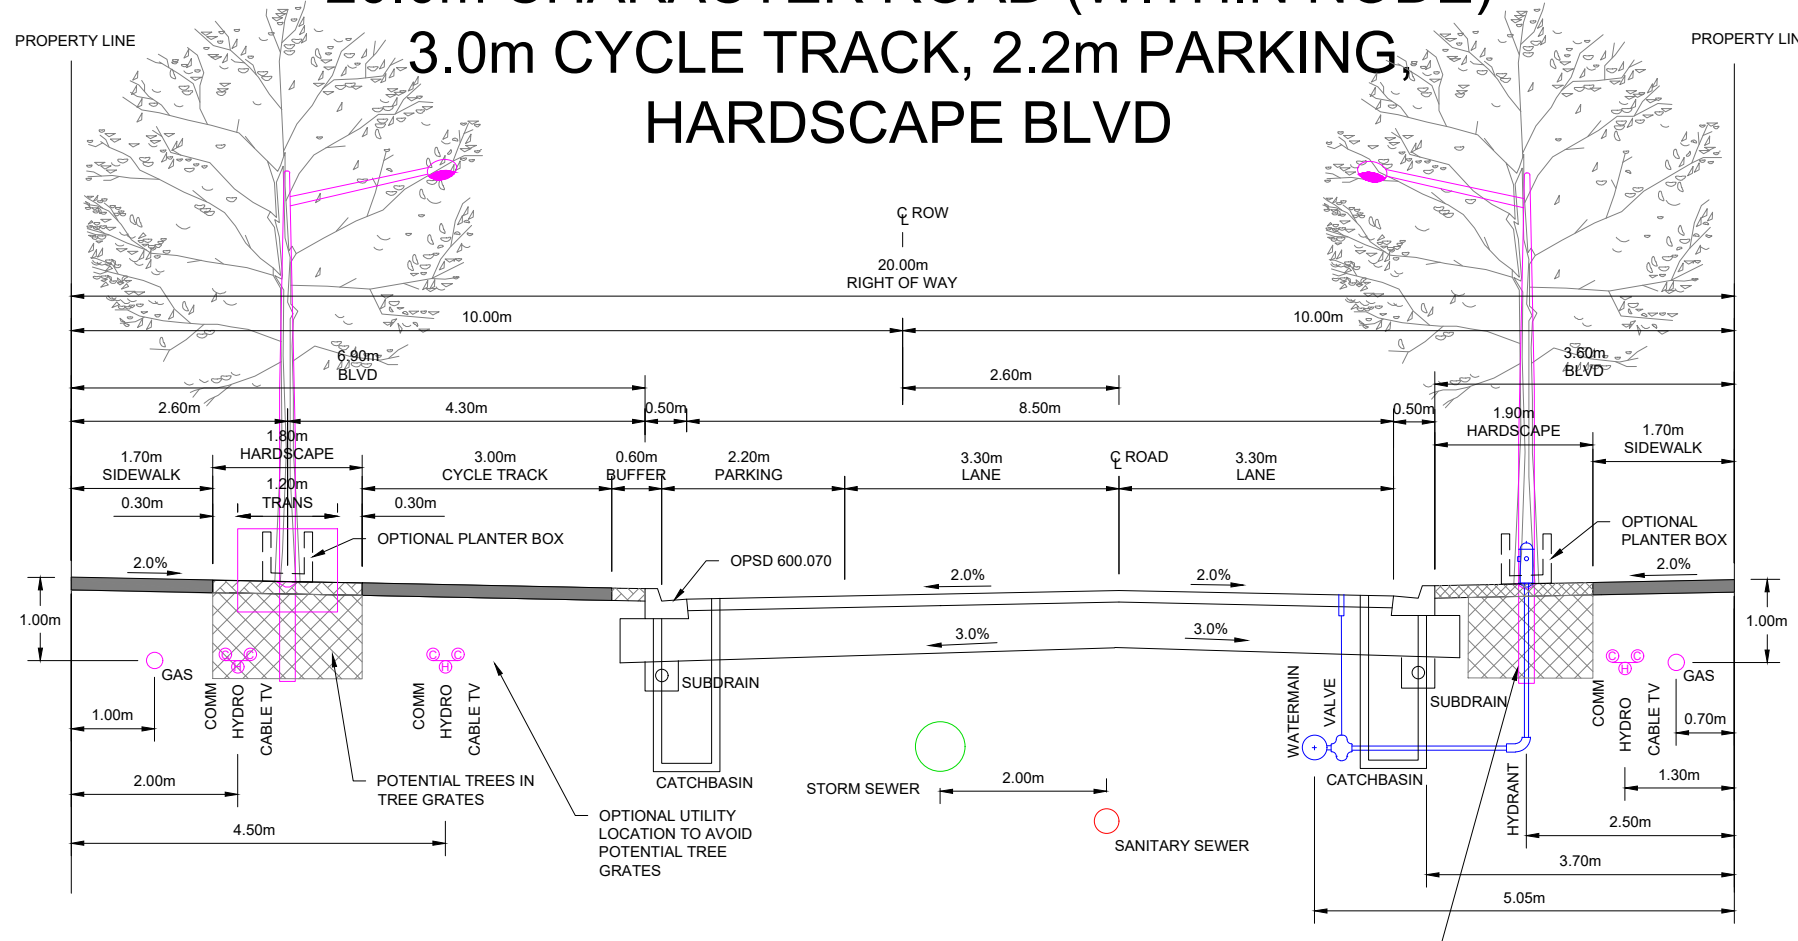 20.0m CHARACTER ROAD (WITHIN NODE)
3.0m CYCLE TRACK, 2.2m PARKING,
HARDSCAPE BLVD
PROPERTY LINE
PROPERTY LIN
C L ROW
20.00m
RIGHT OF WAY
10.00m
10.00m
6.90m
BLVD
2.60m
3.60m
BLVD
2.60m
4.30m
0.50m
8.50m
0.50m
1.90m
HARDSCAPE
1.80m
HARDSCAPE
1.70m
SIDEWALK
3.00m
CYCLE TRACK
0.60m
BUFFER
2.20m
PARKING
3.30m
LANE
C L ROAD
3.30m
LANE
1.70m
SIDEWALK
1.20m
TRANS
0.30m
0.30m
OPTIONAL PLANTER BOX
OPTIONAL
PLANTER BOX
OPSD 600.070
2.0%
2.0%
2.0%
2.0%
3.0%
3.0%
1.00m
1.00m
C C
H
C C
H
C C
H
GAS
GAS
SUBDRAIN
SUBDRAIN
COMM
HYDRO
CABLE TV
COMM
HYDRO
CABLE TV
WATERMAIN
VALVE
COMM
HYDRO
CABLE TV
1.00m
0.70m
2.00m
POTENTIAL TREES IN
TREE GRATES
CATCHBASIN
STORM SEWER
2.00m
CATCHBASIN
HYDRANT
1.30m
4.50m
OPTIONAL UTILITY
LOCATION TO AVOID
POTENTIAL TREE
GRATES
SANITARY SEWER
2.50m
3.70m
5.05m